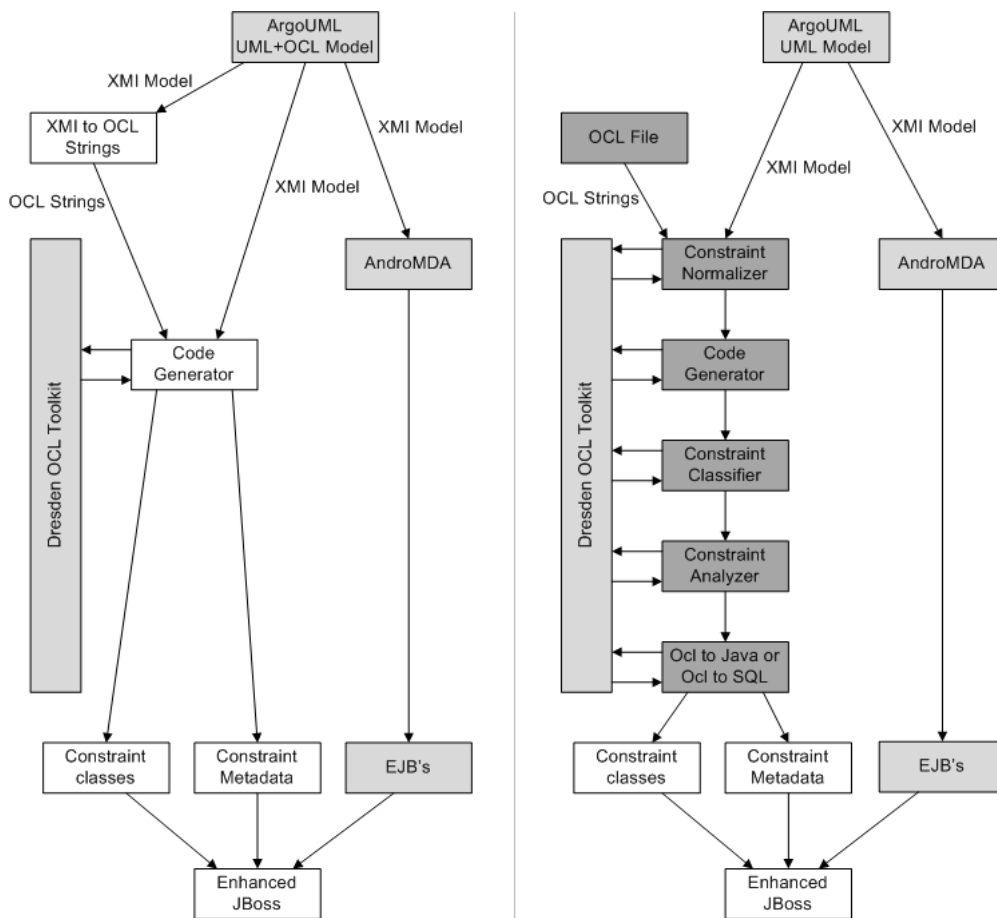 ArgoUML
UML+OCL Model
XMI Model
XMI to OCL
Strings
XMI Model
XMI Model
OCL Strings
AndroMDA
Dresden OCL Toolkit
Code
Generator
Constraint
classes
Constraint
Metadata
EJB's
Enhanced
JBoss
ArgoUML
UML Model
OCL File
XMI Model
XMI Model
OCL Strings
Constraint
Normalizer
AndroMDA
Dresden OCL Toolkit
Code
Generator
Constraint
Classifier
Constraint
Analyzer
Ocl to Java or
Ocl to SQL
Constraint
classes
Constraint
Metadata
EJB's
Enhanced
JBoss